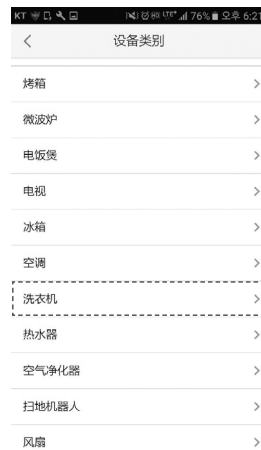 KT 76% 오후 6:21
设备类别
烤箱
微波炉
电饭煲
电视
冰箱
空调
洗衣机
热水器
空气净化器
扫地机器人
风扇